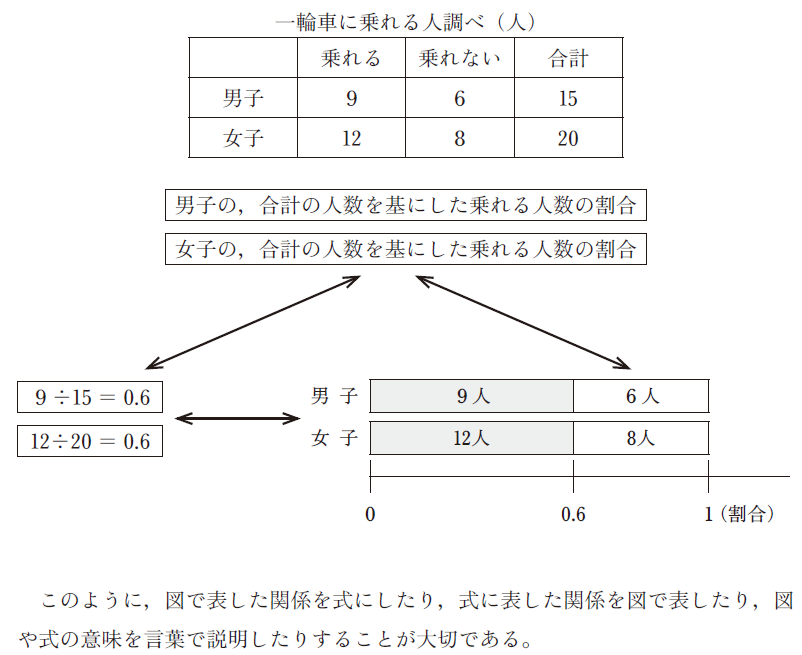 一輪車に乗れる人調べ（人）
乗れる 乗れない 合計
男子 9 6 15
女子 12 8 20
男子の，合計の人数を基にした乗れる人数の割合
女子の，合計の人数を基にした乗れる人数の割合
9÷15 = 0.6
12÷20 = 0.6
男 子 9人 6人
女 子 12人 8人
0 0.6 1（割合）
このように，図で表した関係を式にしたり，式に表した関係を図で表したり，図
や式の意味を言葉で説明したりすることが大切である。